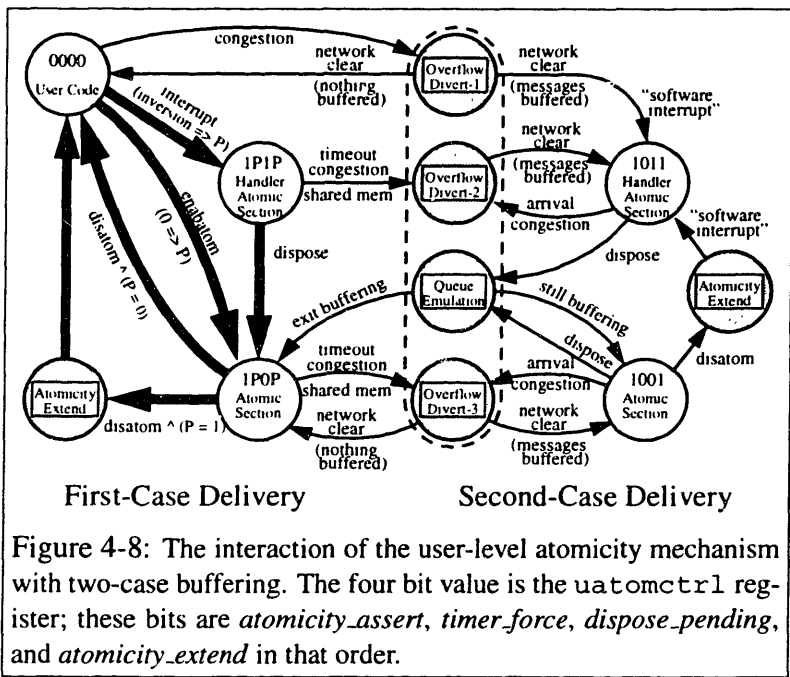 congestion
0000
User Code
network
clear
(nothing
buffered)
Overflow
Divert-1
network
clear
(messages
buffered)
"software
interrupt"
interrupt
(inversion => P)
1P1P
Handler
Atomic
Section
timeout
congestion
shared mem
Overflow
Divert-2
network
clear
(messages
buffered)
arrival
congestion
1011
Handler
Atomic
Section
"software
interrupt"
enabatom
(0 => P)
disatom ^ (P = 0)
dispose
dispose
exit buffering
Queue
Emulation
still buffering
dispose
Atomicity
Extend
disatom
Atomicity
Extend
disatom ^ (P = 1)
1P0P
Atomic
Section
timeout
congestion
shared mem
network
clear
(nothing
buffered)
Overflow
Divert-3
arrival
congestion
network
clear
(messages
buffered)
1001
Atomic
Section
First-Case Delivery
Second-Case Delivery
Figure 4-8: The interaction of the user-level atomicity mechanism
with two-case buffering. The four bit value is the uatomctrl reg-
ister; these bits are atomicity_assert, timer_force, dispose_pending,
and atomicity_extend in that order.